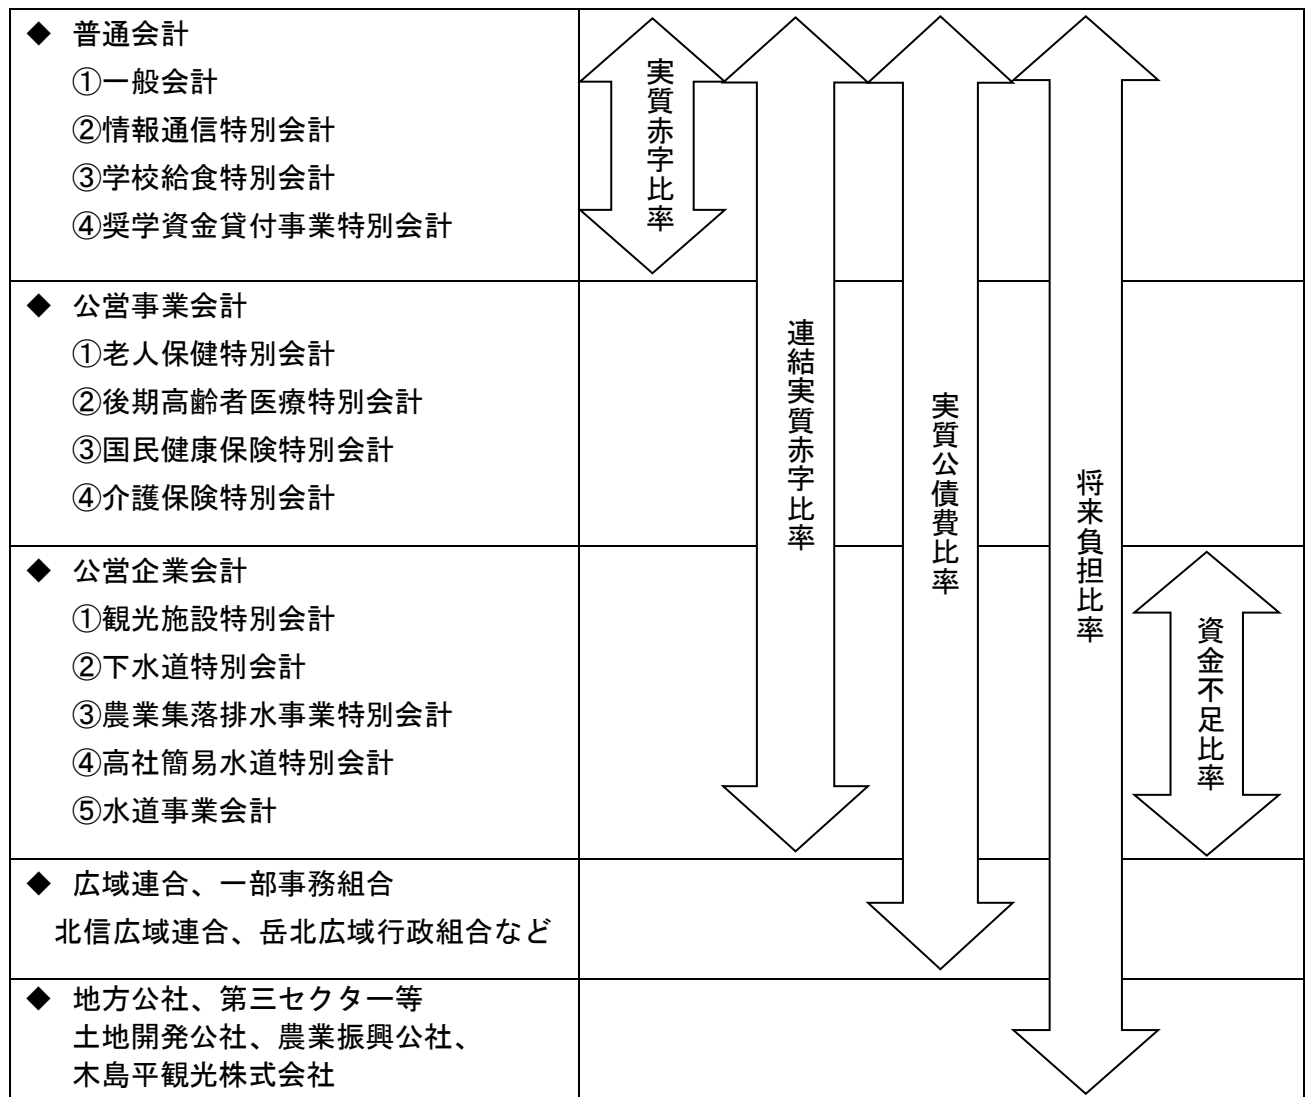 ◆ 普通会計
①一般会計
②情報通信特別会計
③学校給食特別会計
④奨学資金貸付事業特別会計
◆ 公営事業会計
①老人保健特別会計
②後期高齢者医療特別会計
③国民健康保険特別会計
④介護保険特別会計
◆ 公営企業会計
①観光施設特別会計
②下水道特別会計
③農業集落排水事業特別会計
④高社簡易水道特別会計
⑤水道事業会計
◆ 広域連合、一部事務組合
北信広域連合、岳北広域行政組合など
◆ 地方公社、第三セクター等
土地開発公社、農業振興公社、
木島平観光株式会社
実質赤字比率
連結実質赤字比率
実質公債費比率
将来負担比率
資金不足比率